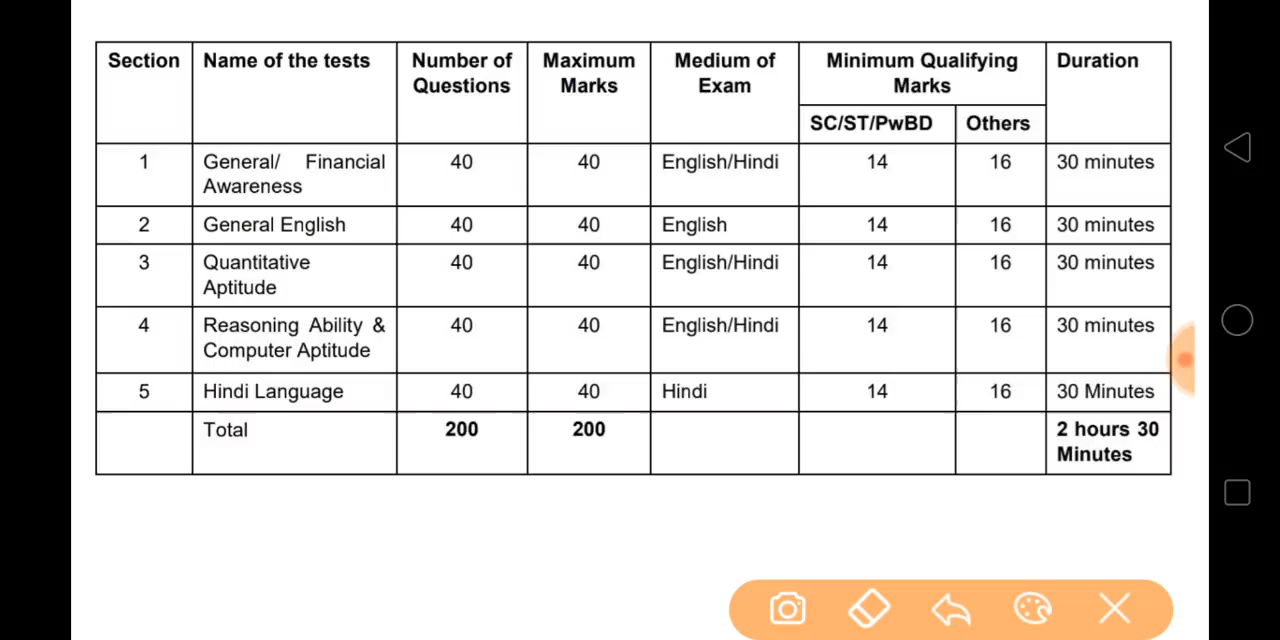 Section Name of the tests Number of Questions Maximum Marks Medium of Exam Minimum Qualifying Marks Duration
SC/ST/PwBD Others
1 General/ Financial Awareness 40 40 English/Hindi 14 16 30 minutes
2 General English 40 40 English 14 16 30 minutes
3 Quantitative Aptitude 40 40 English/Hindi 14 16 30 minutes
4 Reasoning Ability & Computer Aptitude 40 40 English/Hindi 14 16 30 minutes
5 Hindi Language 40 40 Hindi 14 16 30 Minutes
Total 200 200 2 hours 30 Minutes